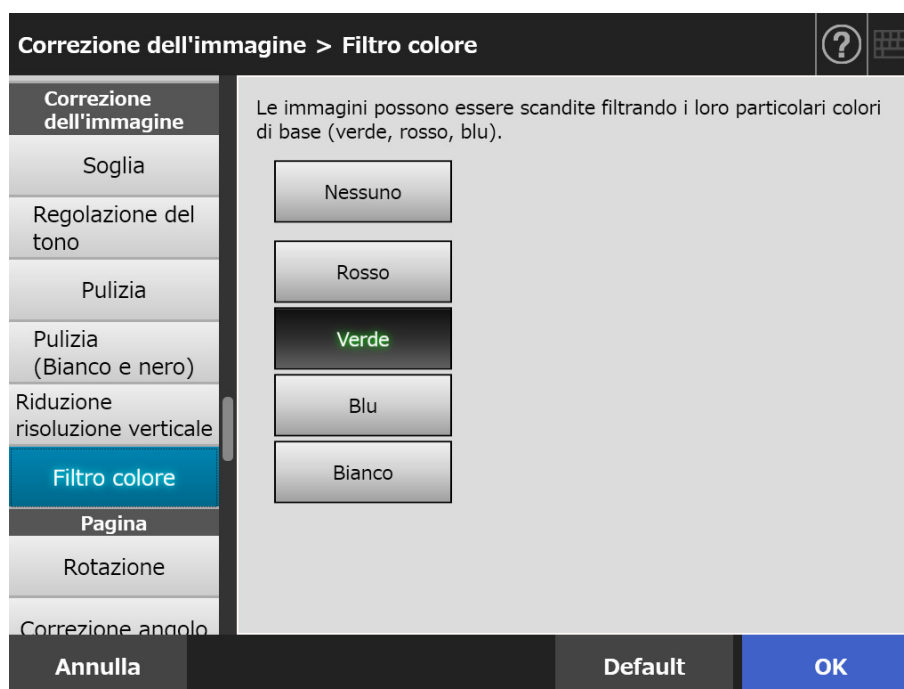 Correzione dell'immagine > Filtro colore
?
Correzione
dell'immagine
Soglia
Regolazione del
tono
Pulizia
Pulizia
(Bianco e nero)
Riduzione
risoluzione verticale
Filtro colore
Pagina
Rotazione
Correzione angolo
Le immagini possono essere scandite filtrando i loro particolari colori
di base (verde, rosso, blu).
Nessuno
Rosso
Verde
Blu
Bianco
Annulla
Default
OK